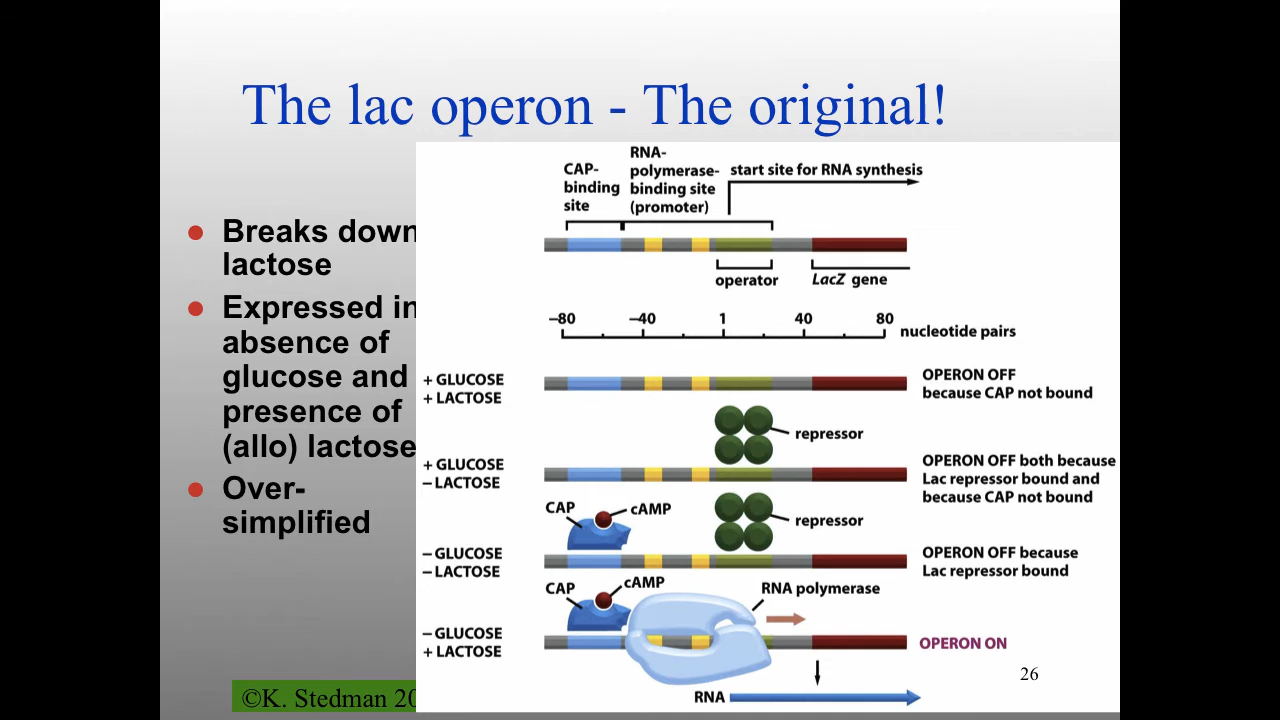 The lac operon - The original!
Breaks down
lactose
Expressed in
absence of
glucose and
presence of
(allo) lactose
Over-
simplified
CAP-
binding
site
RNA-
polymerase-
binding site
(promoter)
start site for RNA synthesis
operator
LacZ gene
–80
–40
1
40
80
nucleotide pairs
+ GLUCOSE
+ LACTOSE
OPERON OFF
because CAP not bound
repressor
+ GLUCOSE
– LACTOSE
OPERON OFF both because
Lac repressor bound and
because CAP not bound
CAP
cAMP
repressor
– GLUCOSE
– LACTOSE
OPERON OFF because
Lac repressor bound
CAP
cAMP
RNA polymerase
– GLUCOSE
+ LACTOSE
OPERON ON
RNA
26
©K. Stedman 20